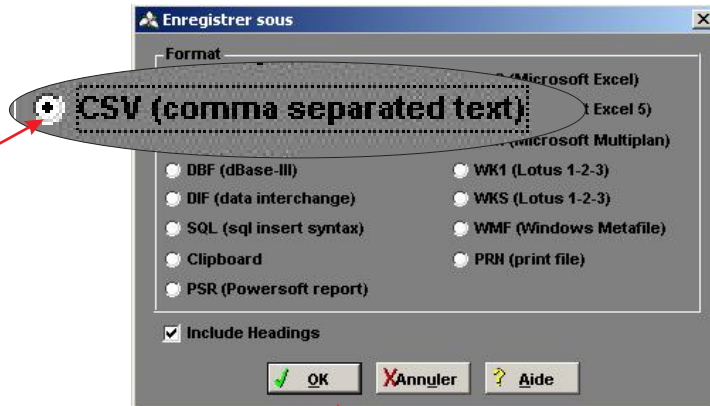 Enregistrer sous
Format
(Microsoft Excel)
CSV (comma separated text)
Excel 5)
(Microsoft Multiplan)
DBF (dBase-III)
WK1 (Lotus 1-2-3)
DIF (data interchange)
WKS (Lotus 1-2-3)
SQL (sql insert syntax)
WMF (Windows Metafile)
Clipboard
PRN (print file)
PSR (Powersoft report)
Include Headings
OK
Annuler
Aide